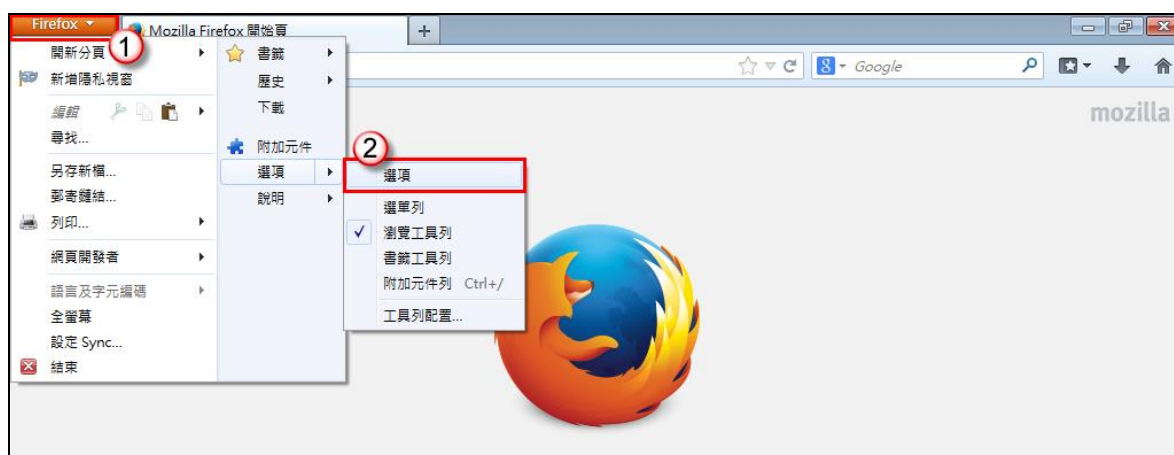 Firefox
Mozilla Firefox 開始頁
+
1
Google
8
mozilla
開新分頁
新增隱私視窗
編輯
尋找...
另存新檔...
郵寄鏈結...
列印...
網頁開發者
語言及字元編碼
全螢幕
設定 Sync...
結束
書籤
歷史
下載
附加元件
選項
說明
2
選項
選單列
瀏覽工具列
書籤工具列
附加元件列 Ctrl+/
工具列配置...